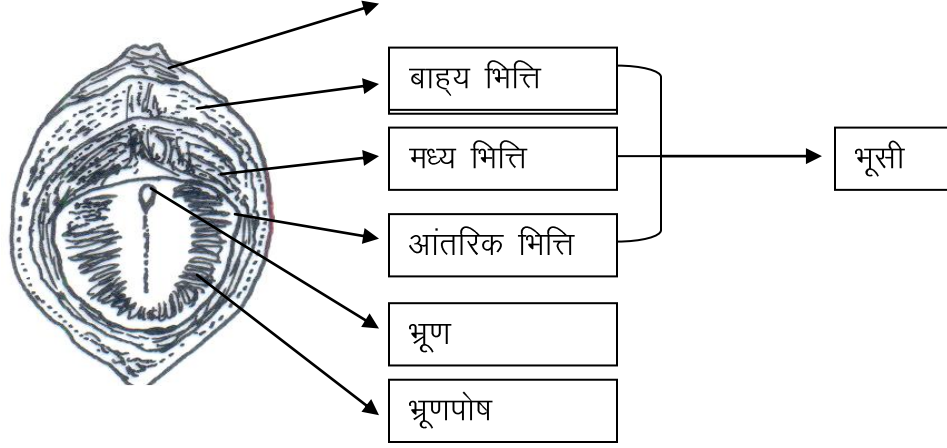 बाह्य भित्ति
मध्य भित्ति
भूसी
आंतरिक भित्ति
भ्रूण
भ्रूणपोष